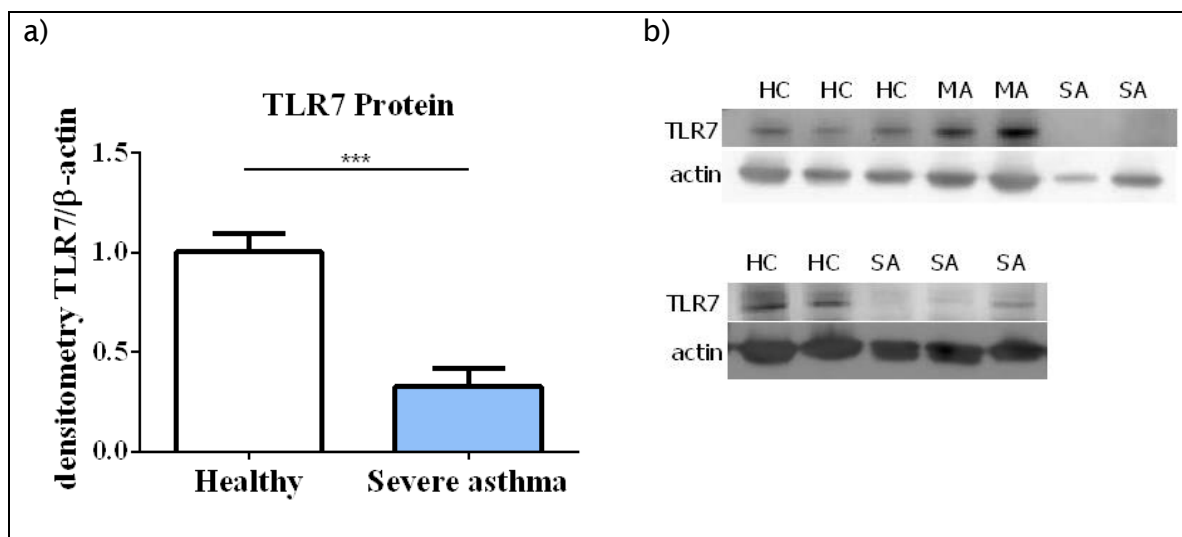 a)
TLR7 Protein
densitometry TLR7/β-actin
***
1.5
1.0
0.5
0.0
Healthy Severe asthma
b)
HC HC HC MA MA SA SA
TLR7
actin
HC HC SA SA SA
TLR7
actin